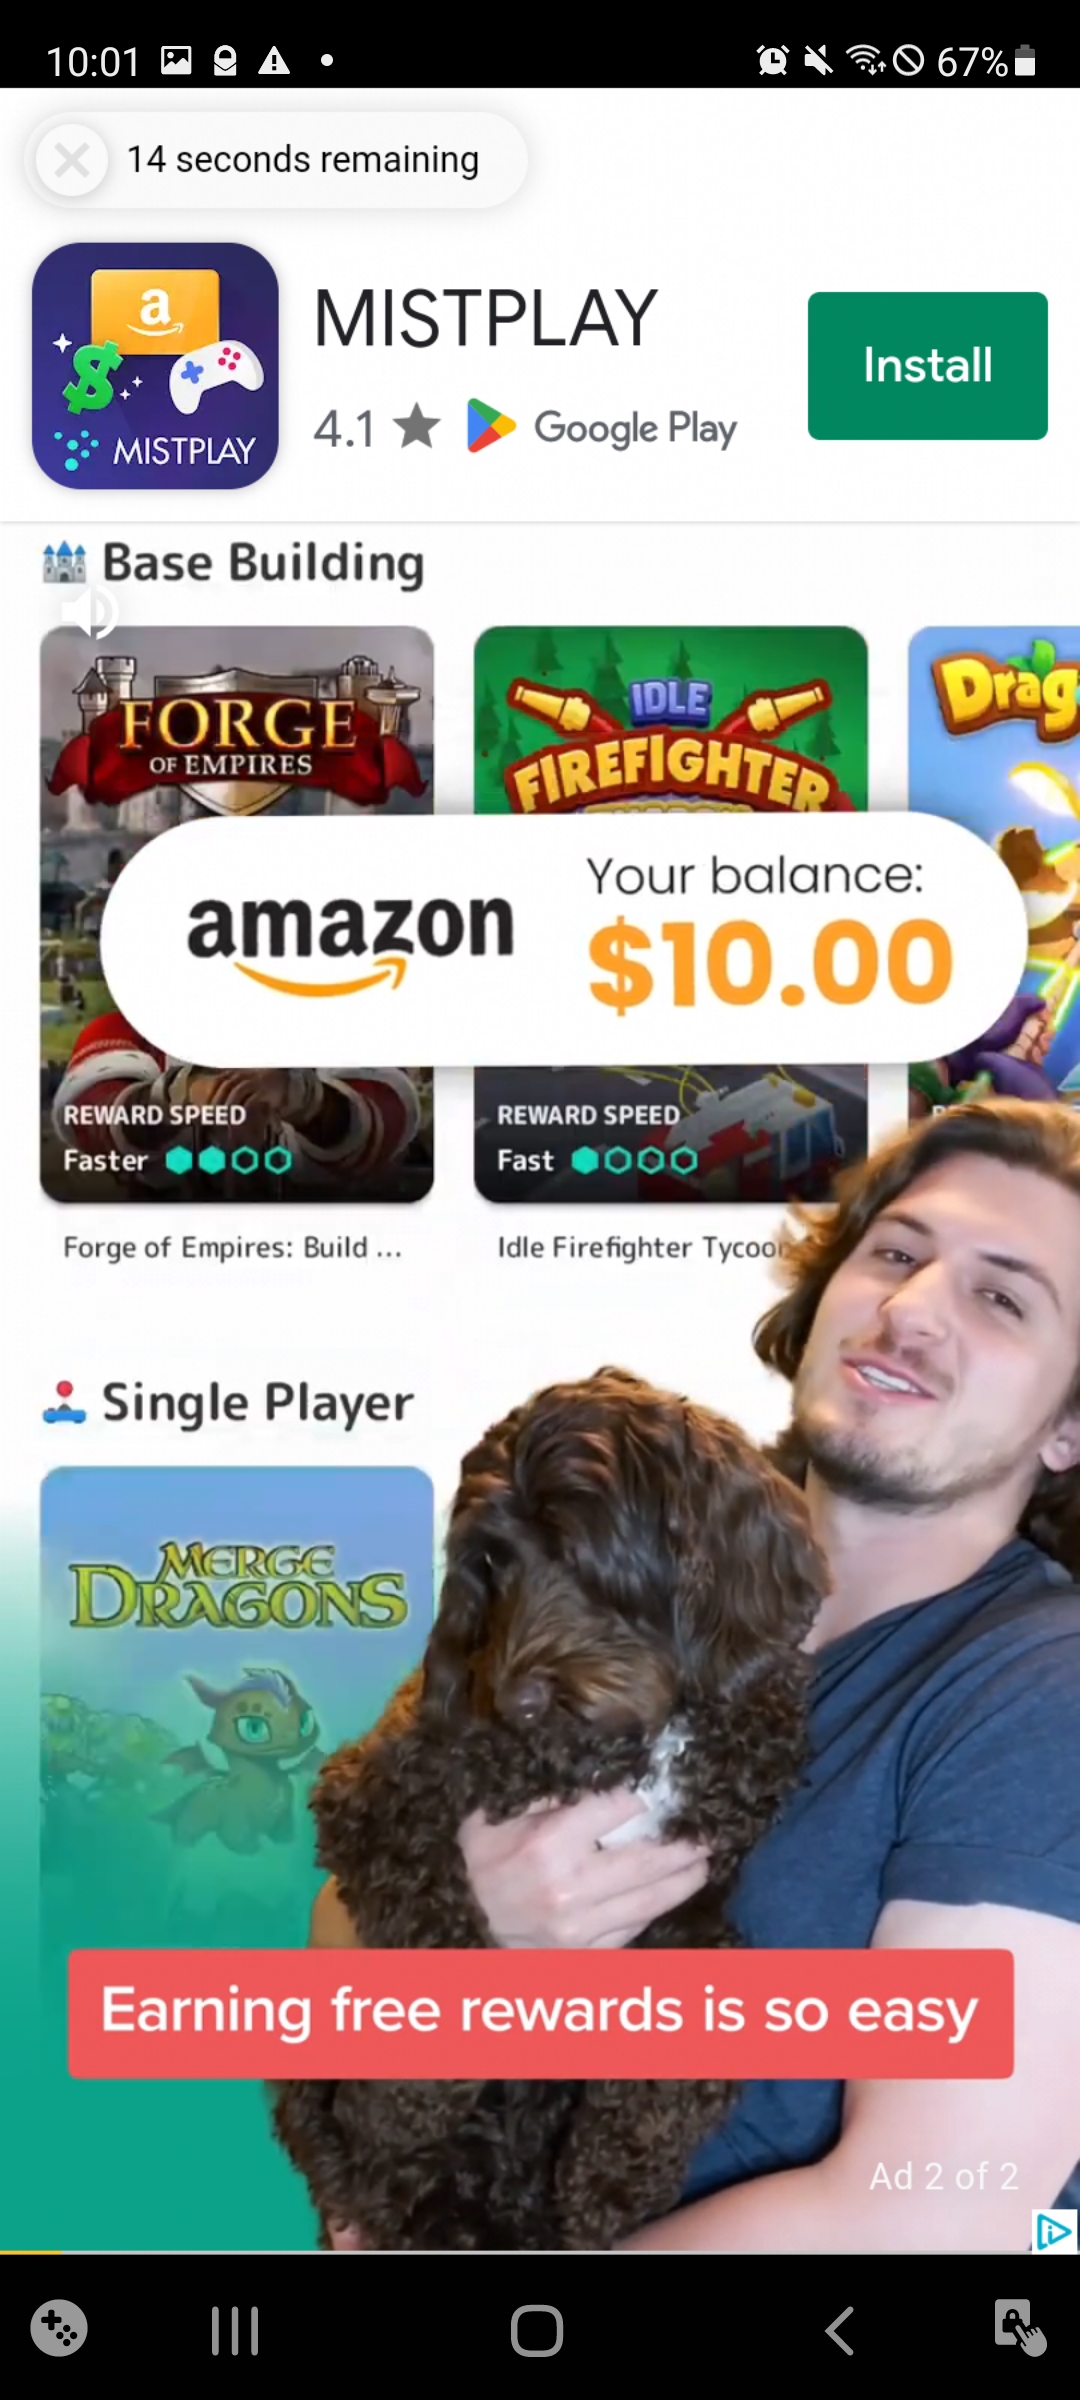 10:01
67%
14 seconds remaining
a
MISTPLAY
MISTPLAY
4.1
Google Play
Install
Base Building
FORGE
OF EMPIRES
IDLE
FIREFIGHTER
Drag
amazon
Your balance:
$10.00
REWARD SPEED
Faster
REWARD SPEED
Fast
Forge of Empires: Build ...
Idle Firefighter Tycoo
Single Player
MERGE
DRAGONS
Earning free rewards is so easy
Ad 2 of 2